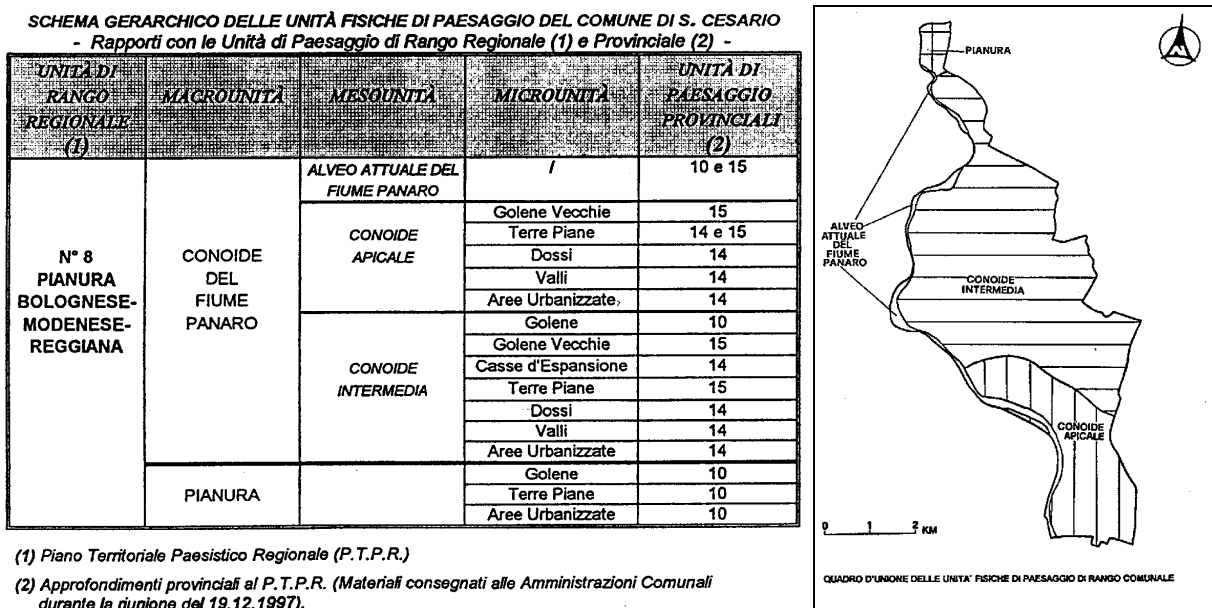 SCHEMA GERARCHICO DELLE UNITÀ FISICHE DI PAESAGGIO DEL COMUNE DI S. CESARIO
- Rapporti con le Unità di Paesaggio di Rango Regionale (1) e Provinciale (2) -
UNITÀ DI RANGO REGIONALE (1) MACROUNITÀ MESOUNITÀ MICROUNITÀ UNITÀ DI PAESAGGIO PROVINCIALI (2)
N° 8 PIANURA BOLOGNESE-MODENESE-REGGIANA
CONOIDE DEL FIUME PANARO
ALVEO ATTUALE DEL FIUME PANARO / 10 e 15
CONOIDE APICALE
Golene Vecchie 15
Terre Piane 14 e 15
Dossi 14
Valli 14
Aree Urbanizzate 14
CONOIDE INTERMEDIA
Golene 10
Golene Vecchie 15
Casse d'Espansione 14
Terre Piane 15
Dossi 14
Valli 14
Aree Urbanizzate 14
PIANURA
Golene 10
Terre Piane 10
Aree Urbanizzate 10
(1) Piano Territoriale Paesistico Regionale (P.T.P.R.)
(2) Approfondimenti provinciali al P.T.P.R. (Materiali consegnati alle Amministrazioni Comunali
durante la riunione del 19.12.1997).
PIANURA
ALVEO
ATTUALE
DEL
FIUME
PANARO
CONOIDE
INTERMEDIA
CONOIDE
APICALE
0 1 2 KM
QUADRO D'UNIONE DELLE UNITA' FISICHE DI PAESAGGIO DI RANGO COMUNALE